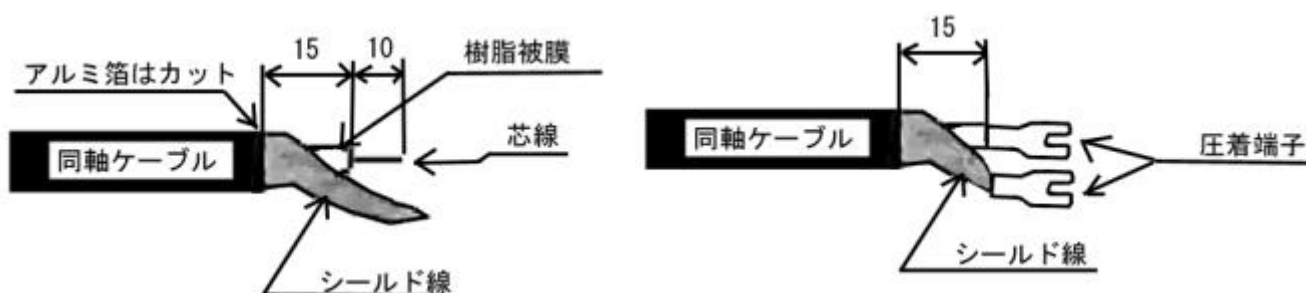 15
10
樹脂被膜
アルミ箔はカット
芯線
同軸ケーブル
シールド線
15
同軸ケーブル
圧着端子
シールド線